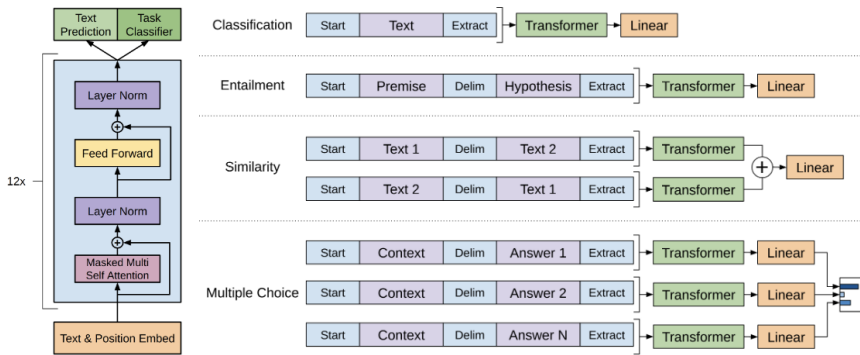 Text
Prediction
Task
Classifier
Layer Norm
+
Feed Forward
12x
Layer Norm
+
Masked Multi
Self Attention
Text & Position Embed
Classification
Start Text Extract Transformer Linear
Entailment
Start Premise Delim Hypothesis Extract Transformer Linear
Similarity
Start Text 1 Delim Text 2 Extract Transformer
+ Linear
Start Text 2 Delim Text 1 Extract Transformer
Multiple Choice
Start Context Delim Answer 1 Extract Transformer Linear
Start Context Delim Answer 2 Extract Transformer Linear
Start Context Delim Answer N Extract Transformer Linear